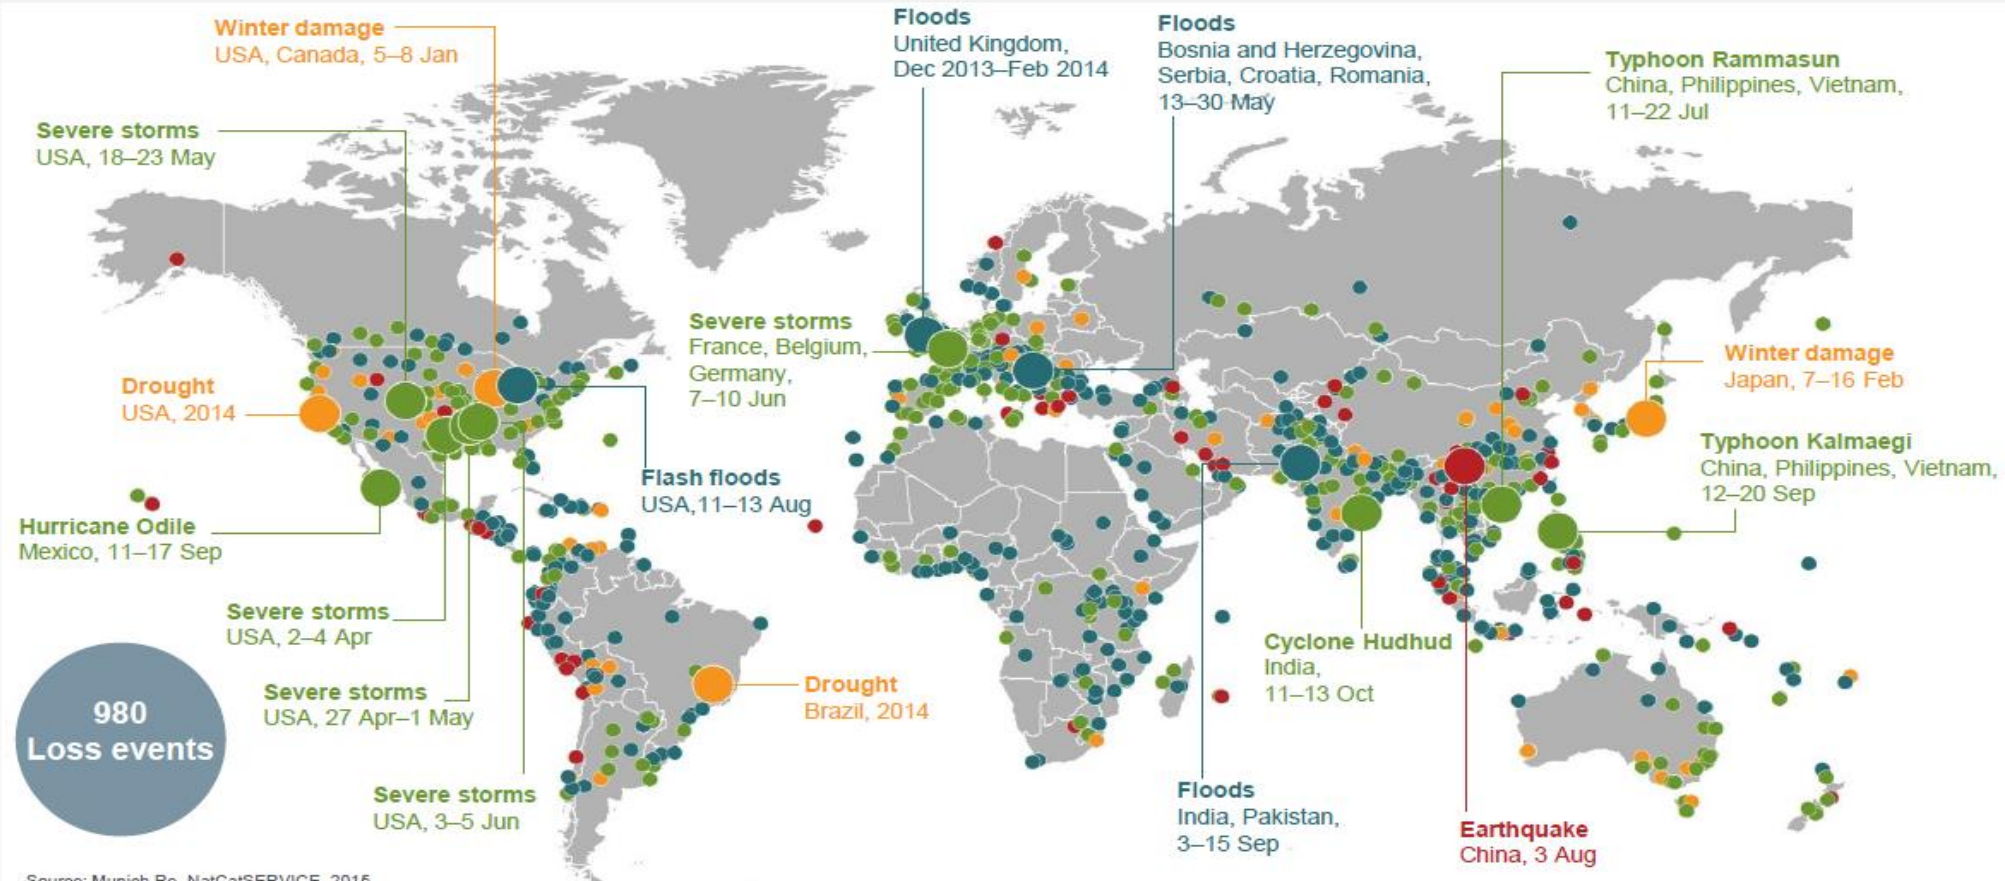 Winter damage
USA, Canada, 5–8 Jan
Floods
United Kingdom,
Dec 2013–Feb 2014
Floods
Bosnia and Herzegovina,
Serbia, Croatia, Romania,
13–30 May
Typhoon Rammasun
China, Philippines, Vietnam,
11–22 Jul
Severe storms
USA, 18–23 May
Severe storms
France, Belgium,
Germany,
7–10 Jun
Winter damage
Japan, 7–16 Feb
Drought
USA, 2014
Typhoon Kalmaegi
China, Philippines, Vietnam,
12–20 Sep
Flash floods
USA,11–13 Aug
Hurricane Odile
Mexico, 11–17 Sep
Severe storms
USA, 2–4 Apr
Cyclone Hudhud
India,
11–13 Oct
Severe storms
USA, 27 Apr–1 May
Drought
Brazil, 2014
980
Loss events
Severe storms
USA, 3–5 Jun
Floods
India, Pakistan,
3–15 Sep
Earthquake
China, 3 Aug
Source: Munich Re, NatCatSERVICE, 2015